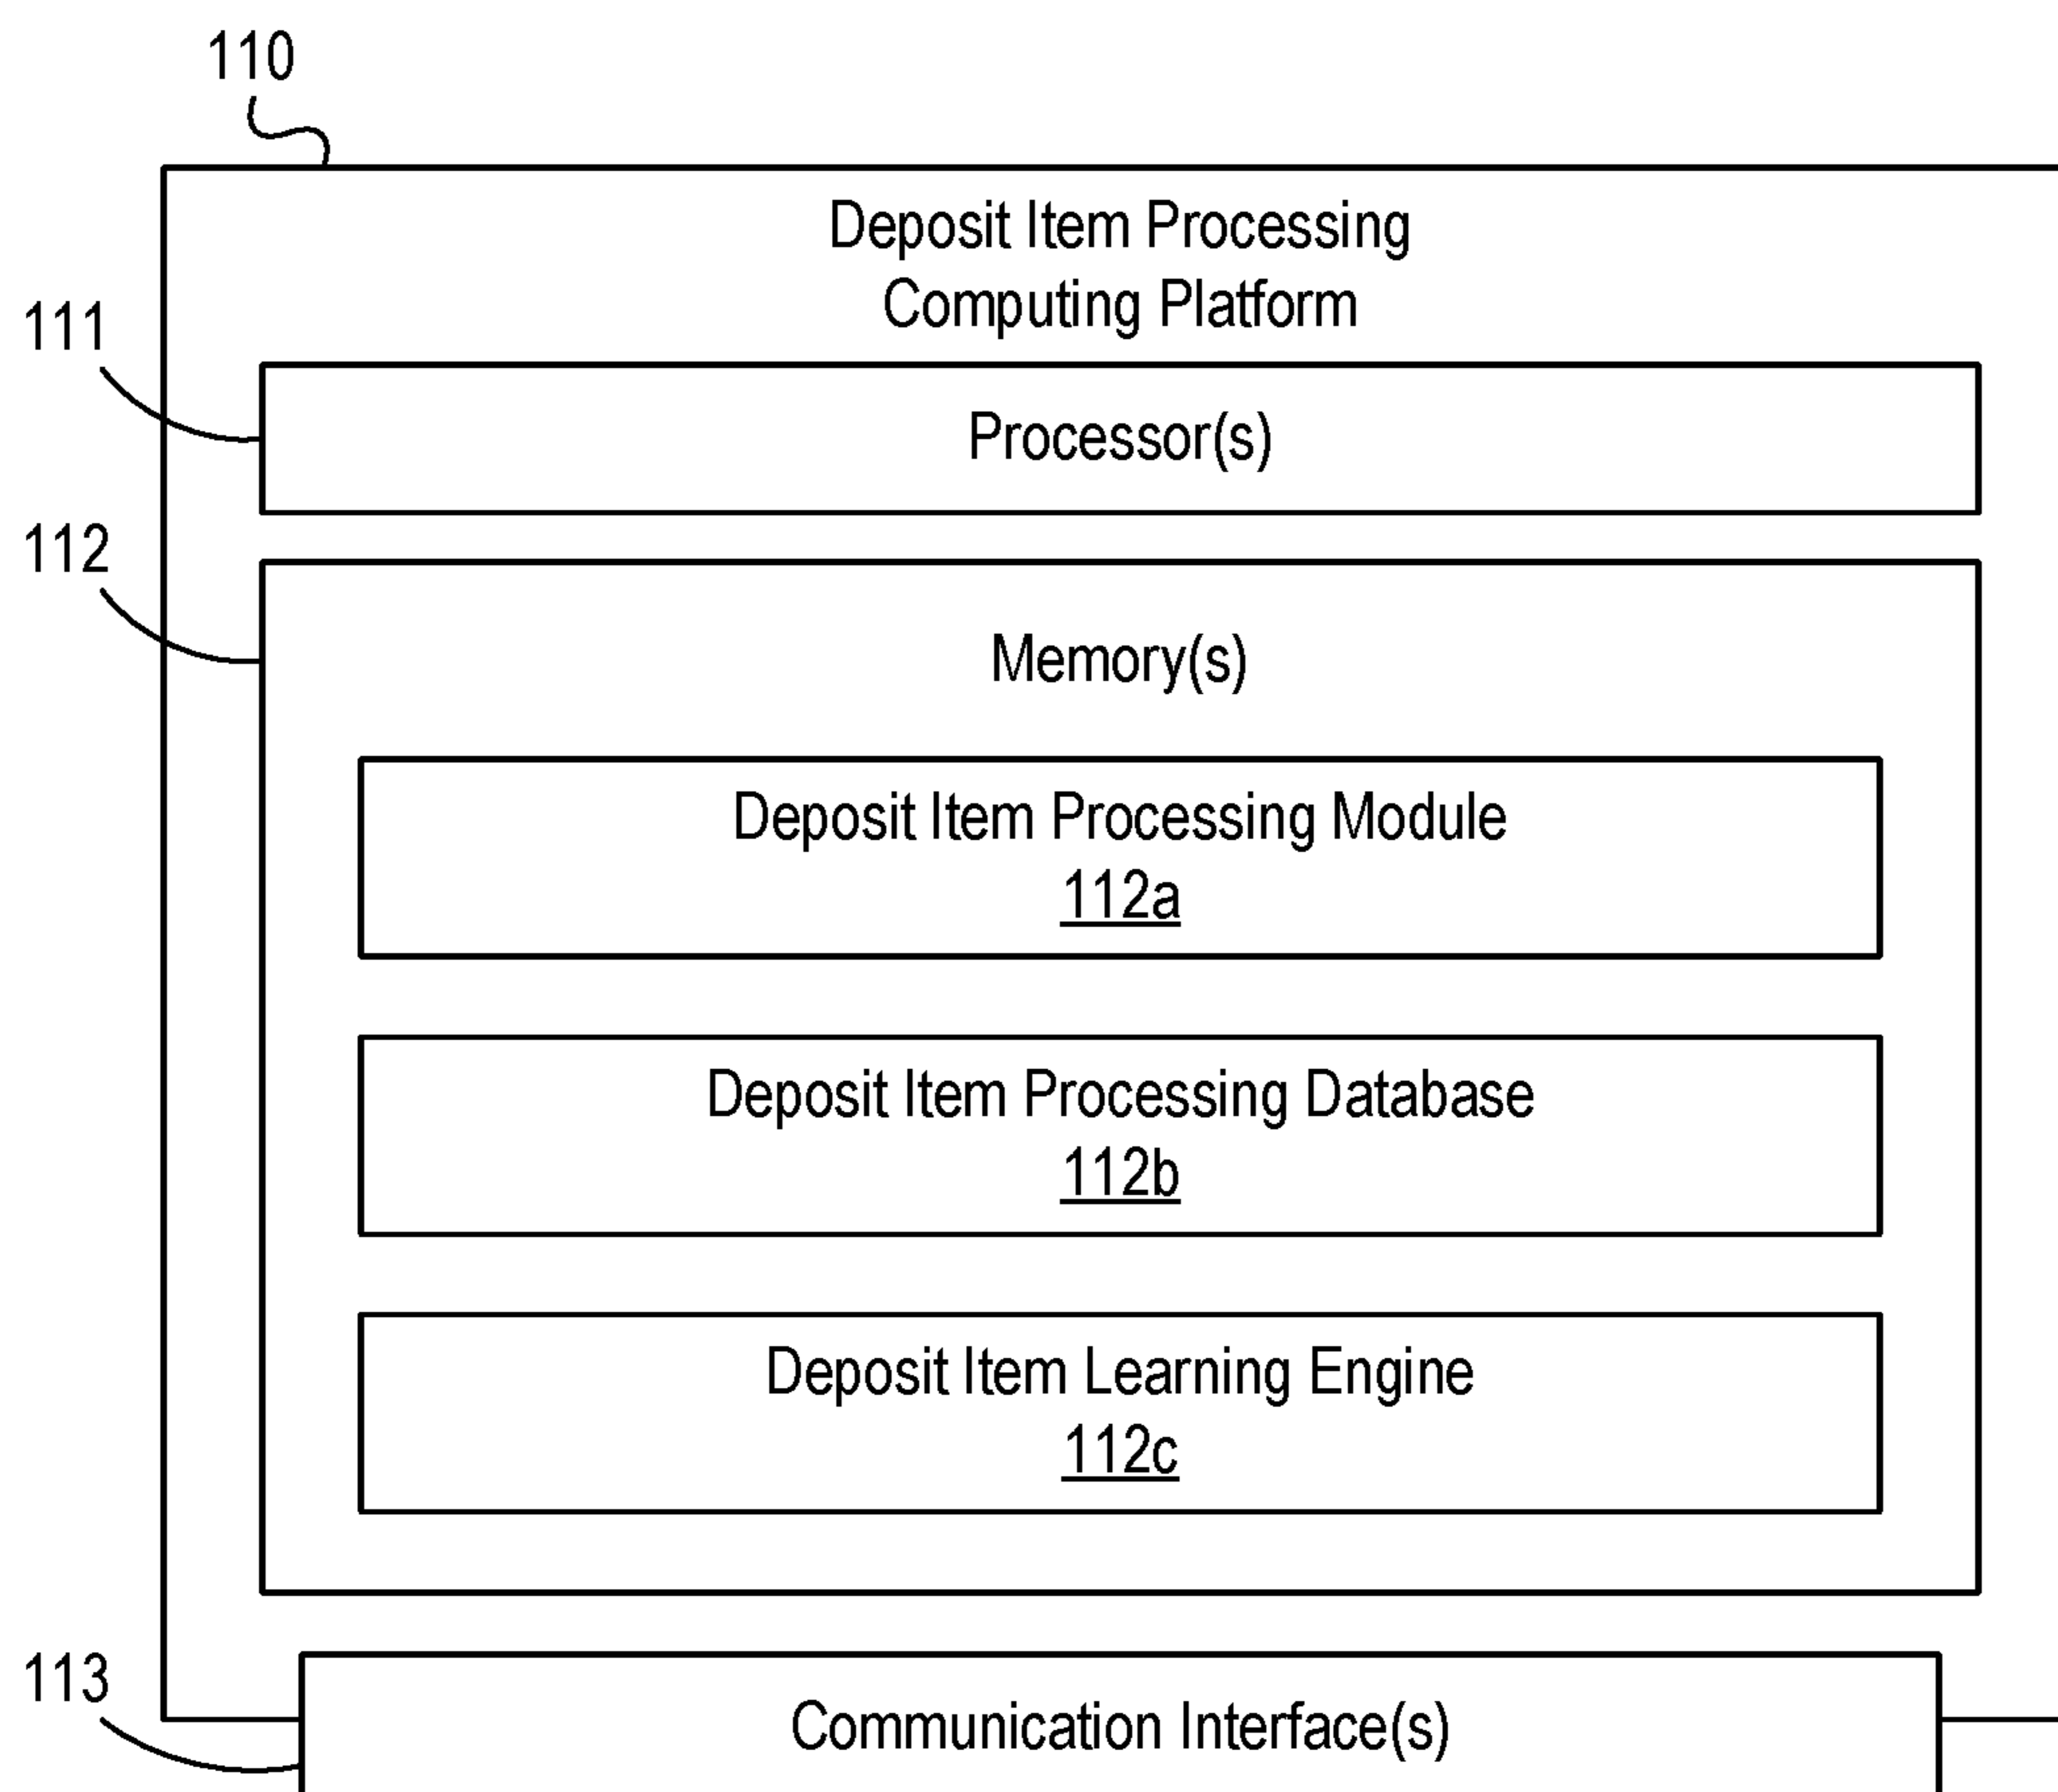 110
Deposit Item Processing
Computing Platform
111
Processor(s)
112
Memory(s)
Deposit Item Processing Module
112a
Deposit Item Processing Database
112b
Deposit Item Learning Engine
112c
113
Communication Interface(s)